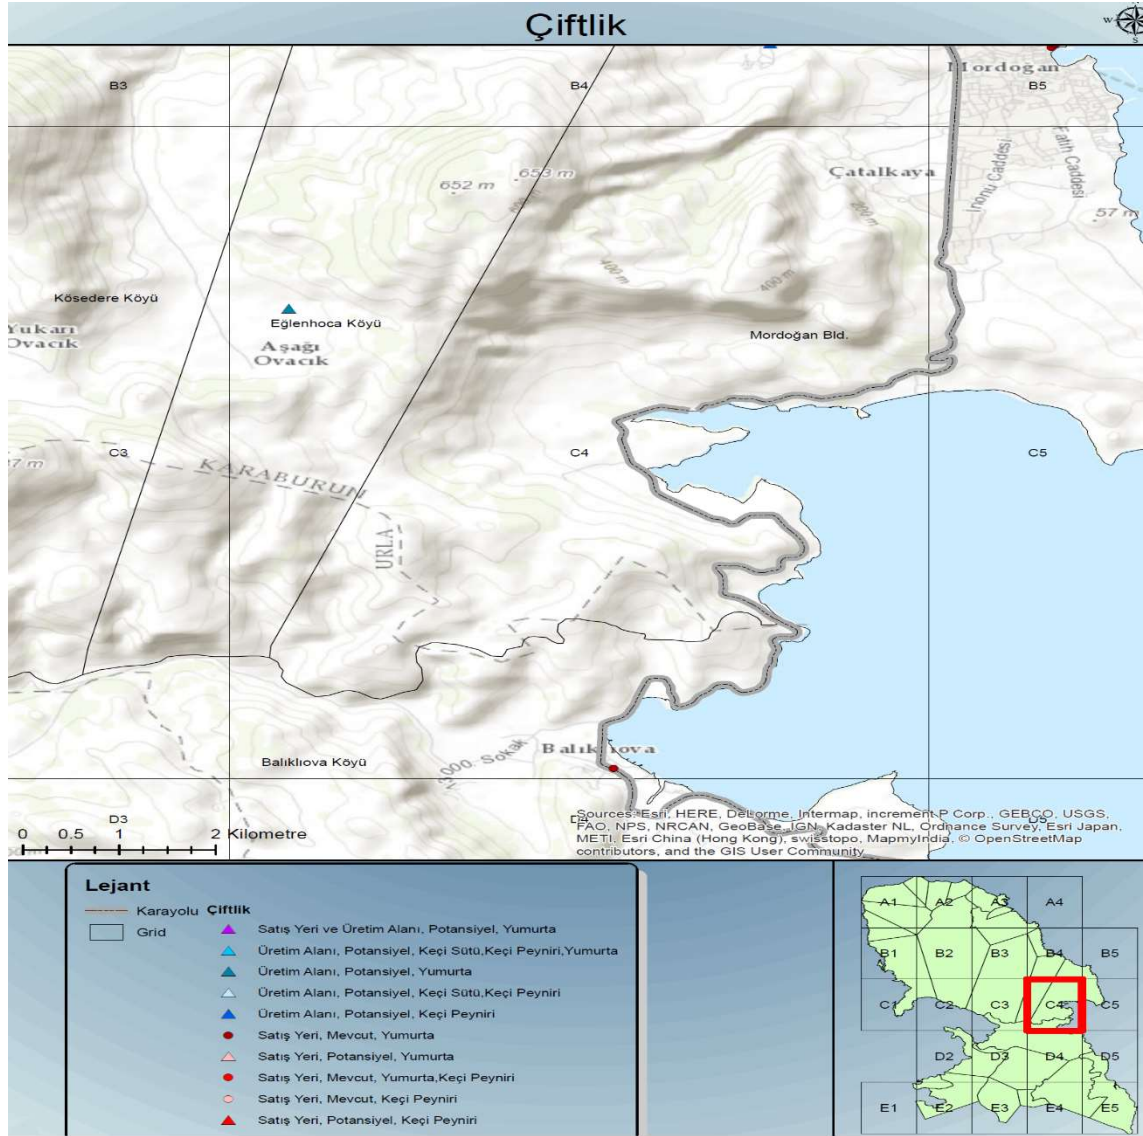 Çiftlik
W
S
Mordoğan
B3
B4
B5
Çatalkaya
İnonu Caddesi
Fatih Caddesi
652 m
653 m
200 m
57 m
400 m
400 m
Kösedere Köyü
Eğlenhoca Köyü
Yukarı
Ovacık
Aşağı
Ovacık
Mordoğan Bld.
C3
C4
C5
7 m
KARABURUN
URLA
Balıklıova
Balıklıova Köyü
3000 Sokak
D3
D4
D5
0 0.5 1 2 Kilometre
Sources: Esri, HERE, DeLorme, Intermap, increment P Corp., GEBCO, USGS,
FAO, NPS, NRCAN, GeoBase, IGN, Kadaster NL, Ordnance Survey, Esri Japan,
METI, Esri China (Hong Kong), swisstopo, MapmyIndia, © OpenStreetMap
contributors, and the GIS User Community
Lejant
Karayolu
Grid
Çiftlik
Satış Yeri ve Üretim Alanı, Potansiyel, Yumurta
Üretim Alanı, Potansiyel, Keçi Sütü,Keçi Peyniri,Yumurta
Üretim Alanı, Potansiyel, Yumurta
Üretim Alanı, Potansiyel, Keçi Sütü,Keçi Peyniri
Üretim Alanı, Potansiyel, Keçi Peyniri
Satış Yeri, Mevcut, Yumurta
Satış Yeri, Potansiyel, Yumurta
Satış Yeri, Mevcut, Yumurta,Keçi Peyniri
Satış Yeri, Mevcut, Keçi Peyniri
Satış Yeri, Potansiyel, Keçi Peyniri
A1 A2 A3 A4
B1 B2 B3 B4 B5
C1 C2 C3 C4 C5
D2 D3 D4 D5
E1 E2 E3 E4 E5